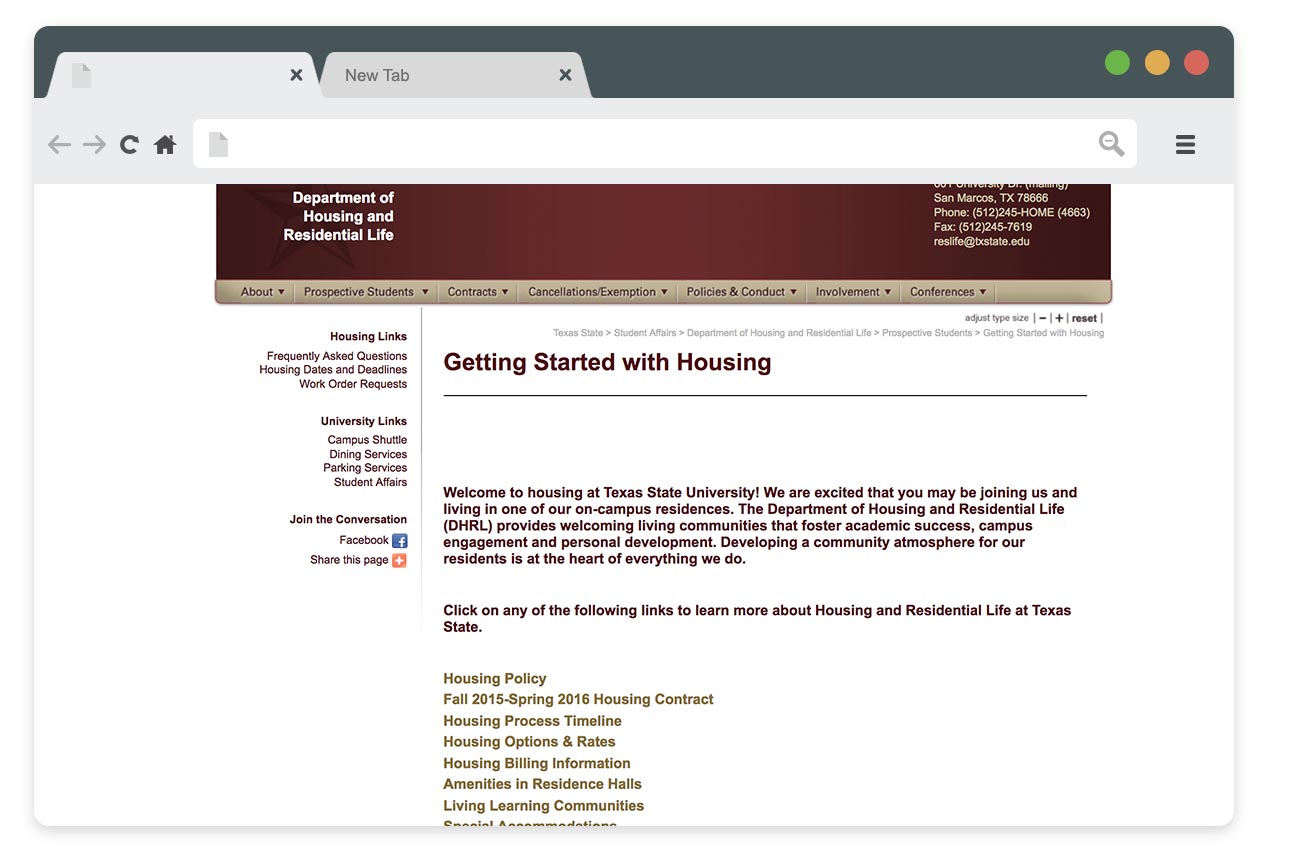 New Tab
Department of
Housing and
Residential Life
601 University Dr. (mailing)
San Marcos, TX 78666
Phone: (512)245-HOME (4663)
Fax: (512)245-7619
reslife@txstate.edu
About Prospective Students Contracts Cancellations/Exemption Policies & Conduct Involvement Conferences
adjust type size | − | + | reset |
Texas State > Student Affairs > Department of Housing and Residential Life > Prospective Students > Getting Started with Housing
Housing Links
Frequently Asked Questions
Housing Dates and Deadlines
Work Order Requests
University Links
Campus Shuttle
Dining Services
Parking Services
Student Affairs
Join the Conversation
Facebook
Share this page
Getting Started with Housing
Welcome to housing at Texas State University! We are excited that you may be joining us and
living in one of our on-campus residences. The Department of Housing and Residential Life
(DHRL) provides welcoming living communities that foster academic success, campus
engagement and personal development. Developing a community atmosphere for our
residents is at the heart of everything we do.
Click on any of the following links to learn more about Housing and Residential Life at Texas
State.
Housing Policy
Fall 2015-Spring 2016 Housing Contract
Housing Process Timeline
Housing Options & Rates
Housing Billing Information
Amenities in Residence Halls
Living Learning Communities
Special Accommodations